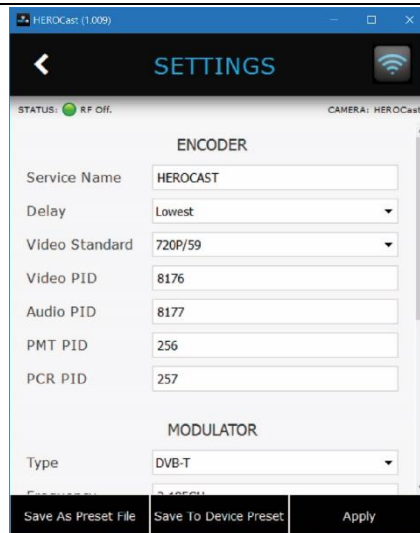 HEROCast (1.009)
SETTINGS
STATUS: RF Off. CAMERA: HEROCast
ENCODER
Service Name HEROCAST
Delay Lowest
Video Standard 720P/59
Video PID 8176
Audio PID 8177
PMT PID 256
PCR PID 257
MODULATOR
Type DVB-T
Save As Preset File Save To Device Preset Apply